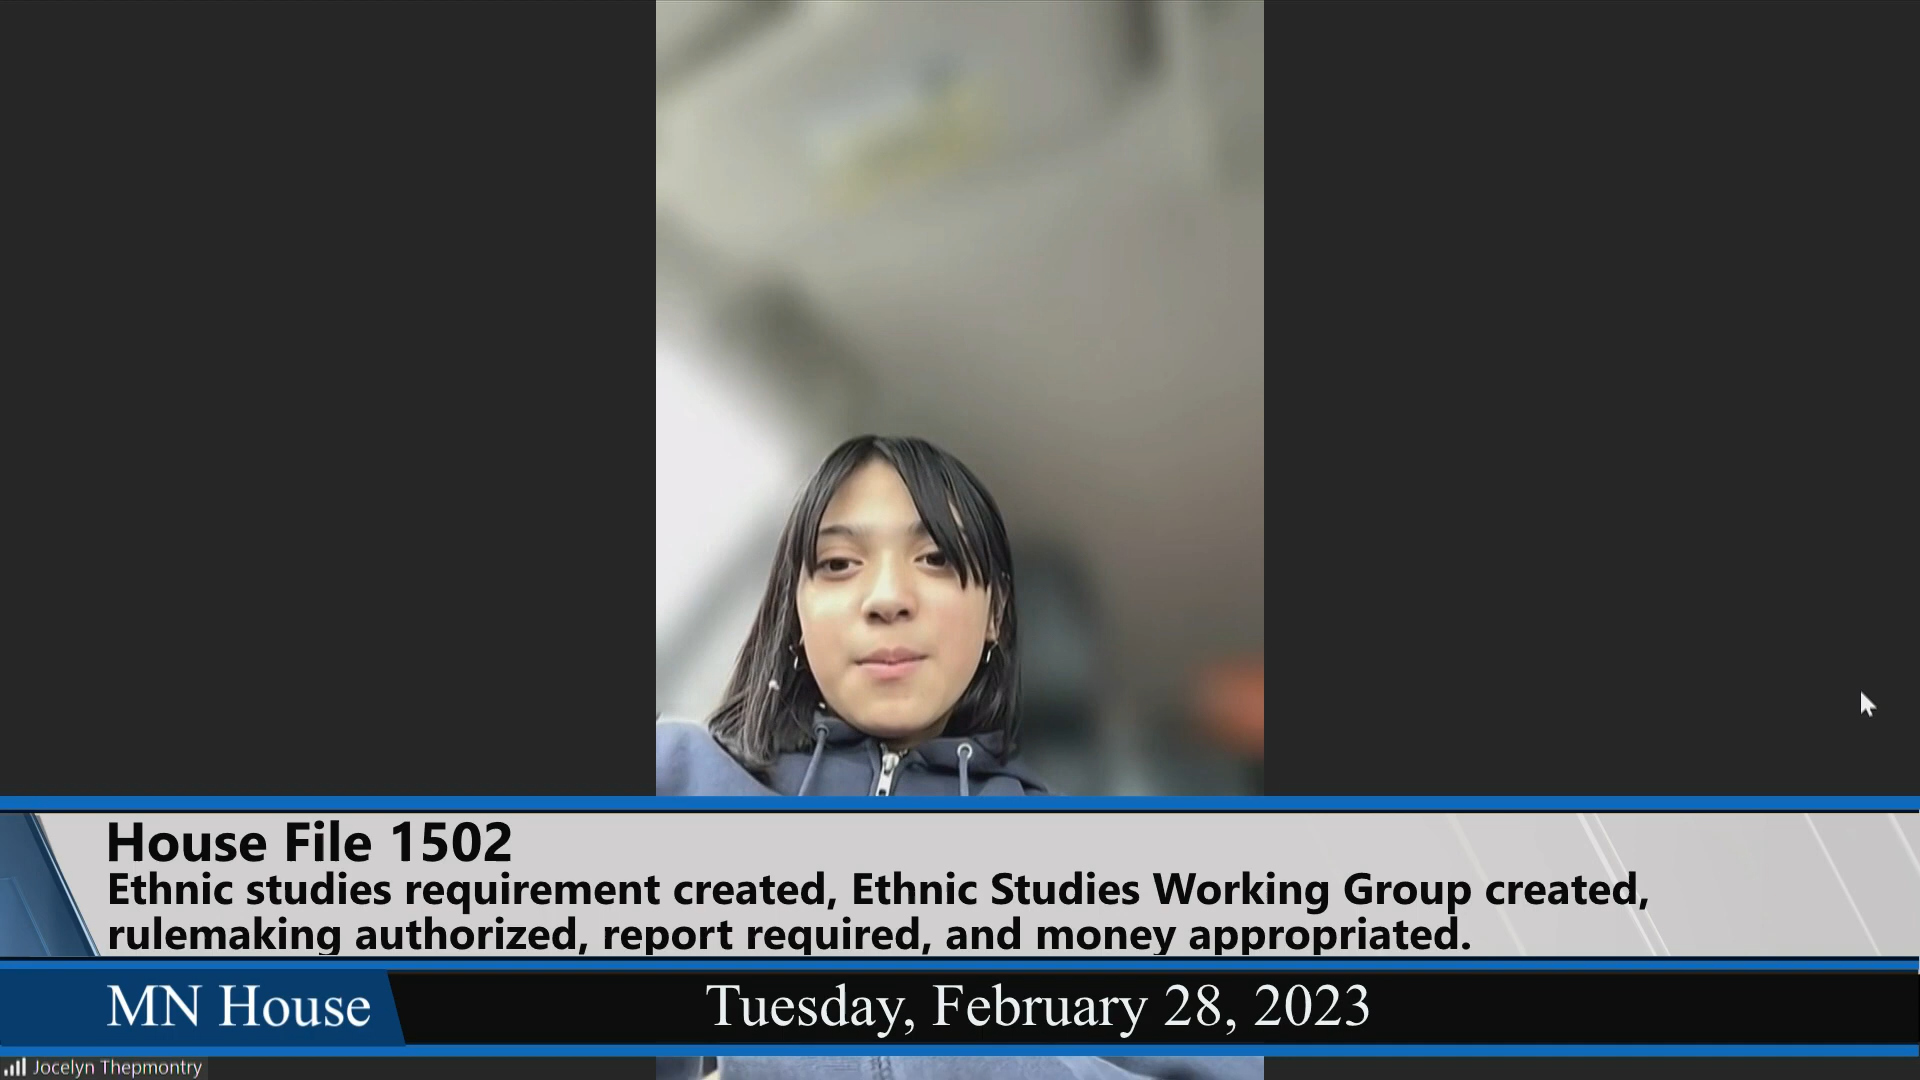 House File 1502
Ethnic studies requirement created, Ethnic Studies Working Group created,
rulemaking authorized, report required, and money appropriated.
MN House
Tuesday, February 28, 2023
Jocelyn Thepmontry